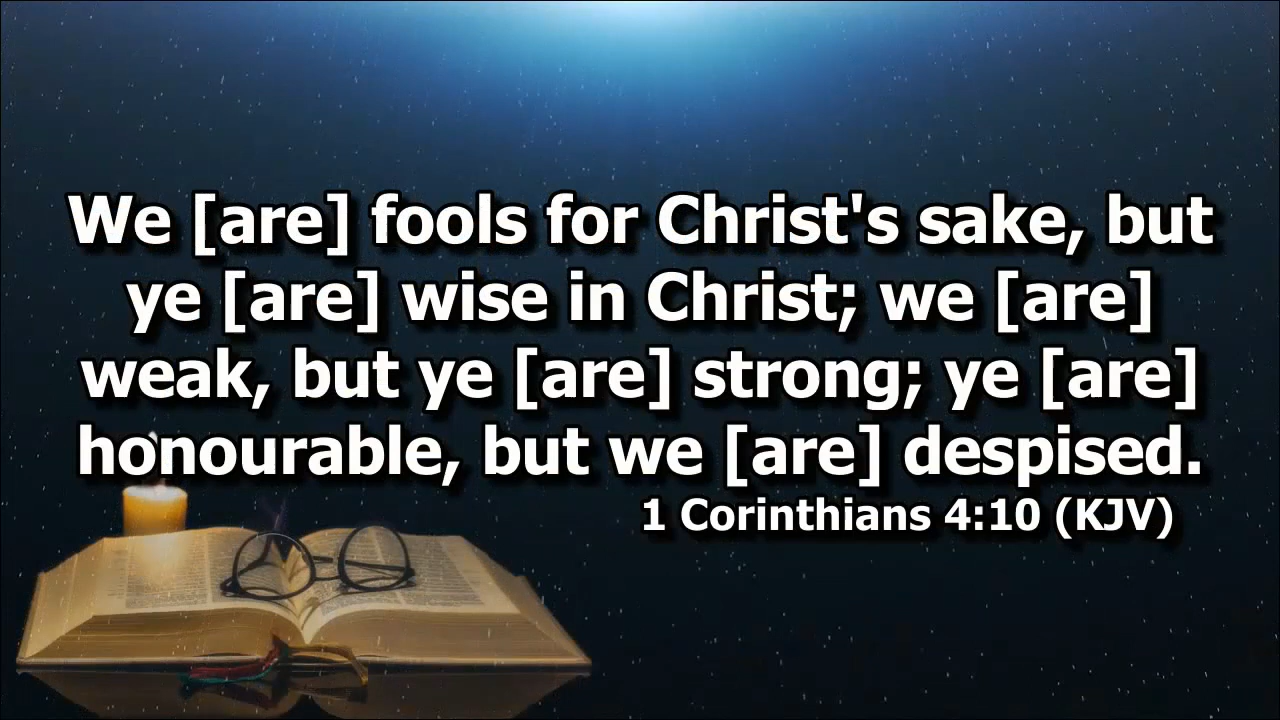 We [are] fools for Christ's sake, but
ye [are] wise in Christ; we [are]
weak, but ye [are] strong; ye [are]
honourable, but we [are] despised.
1 Corinthians 4:10 (KJV)